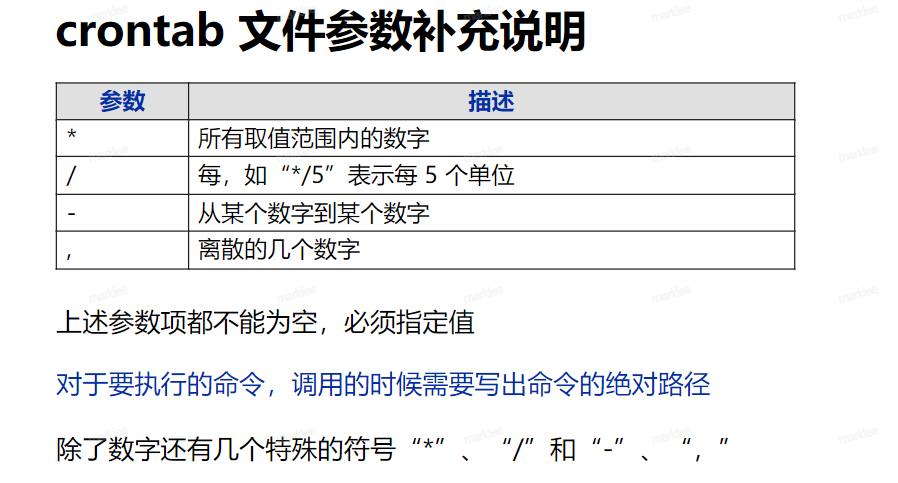 crontab 文件参数补充说明
参数 描述
* 所有取值范围内的数字
/ 每，如“*/5”表示每 5 个单位
- 从某个数字到某个数字
, 离散的几个数字
上述参数项都不能为空，必须指定值
对于要执行的命令，调用的时候需要写出命令的绝对路径
除了数字还有几个特殊的符号“*”、“/”和“-”、“，”